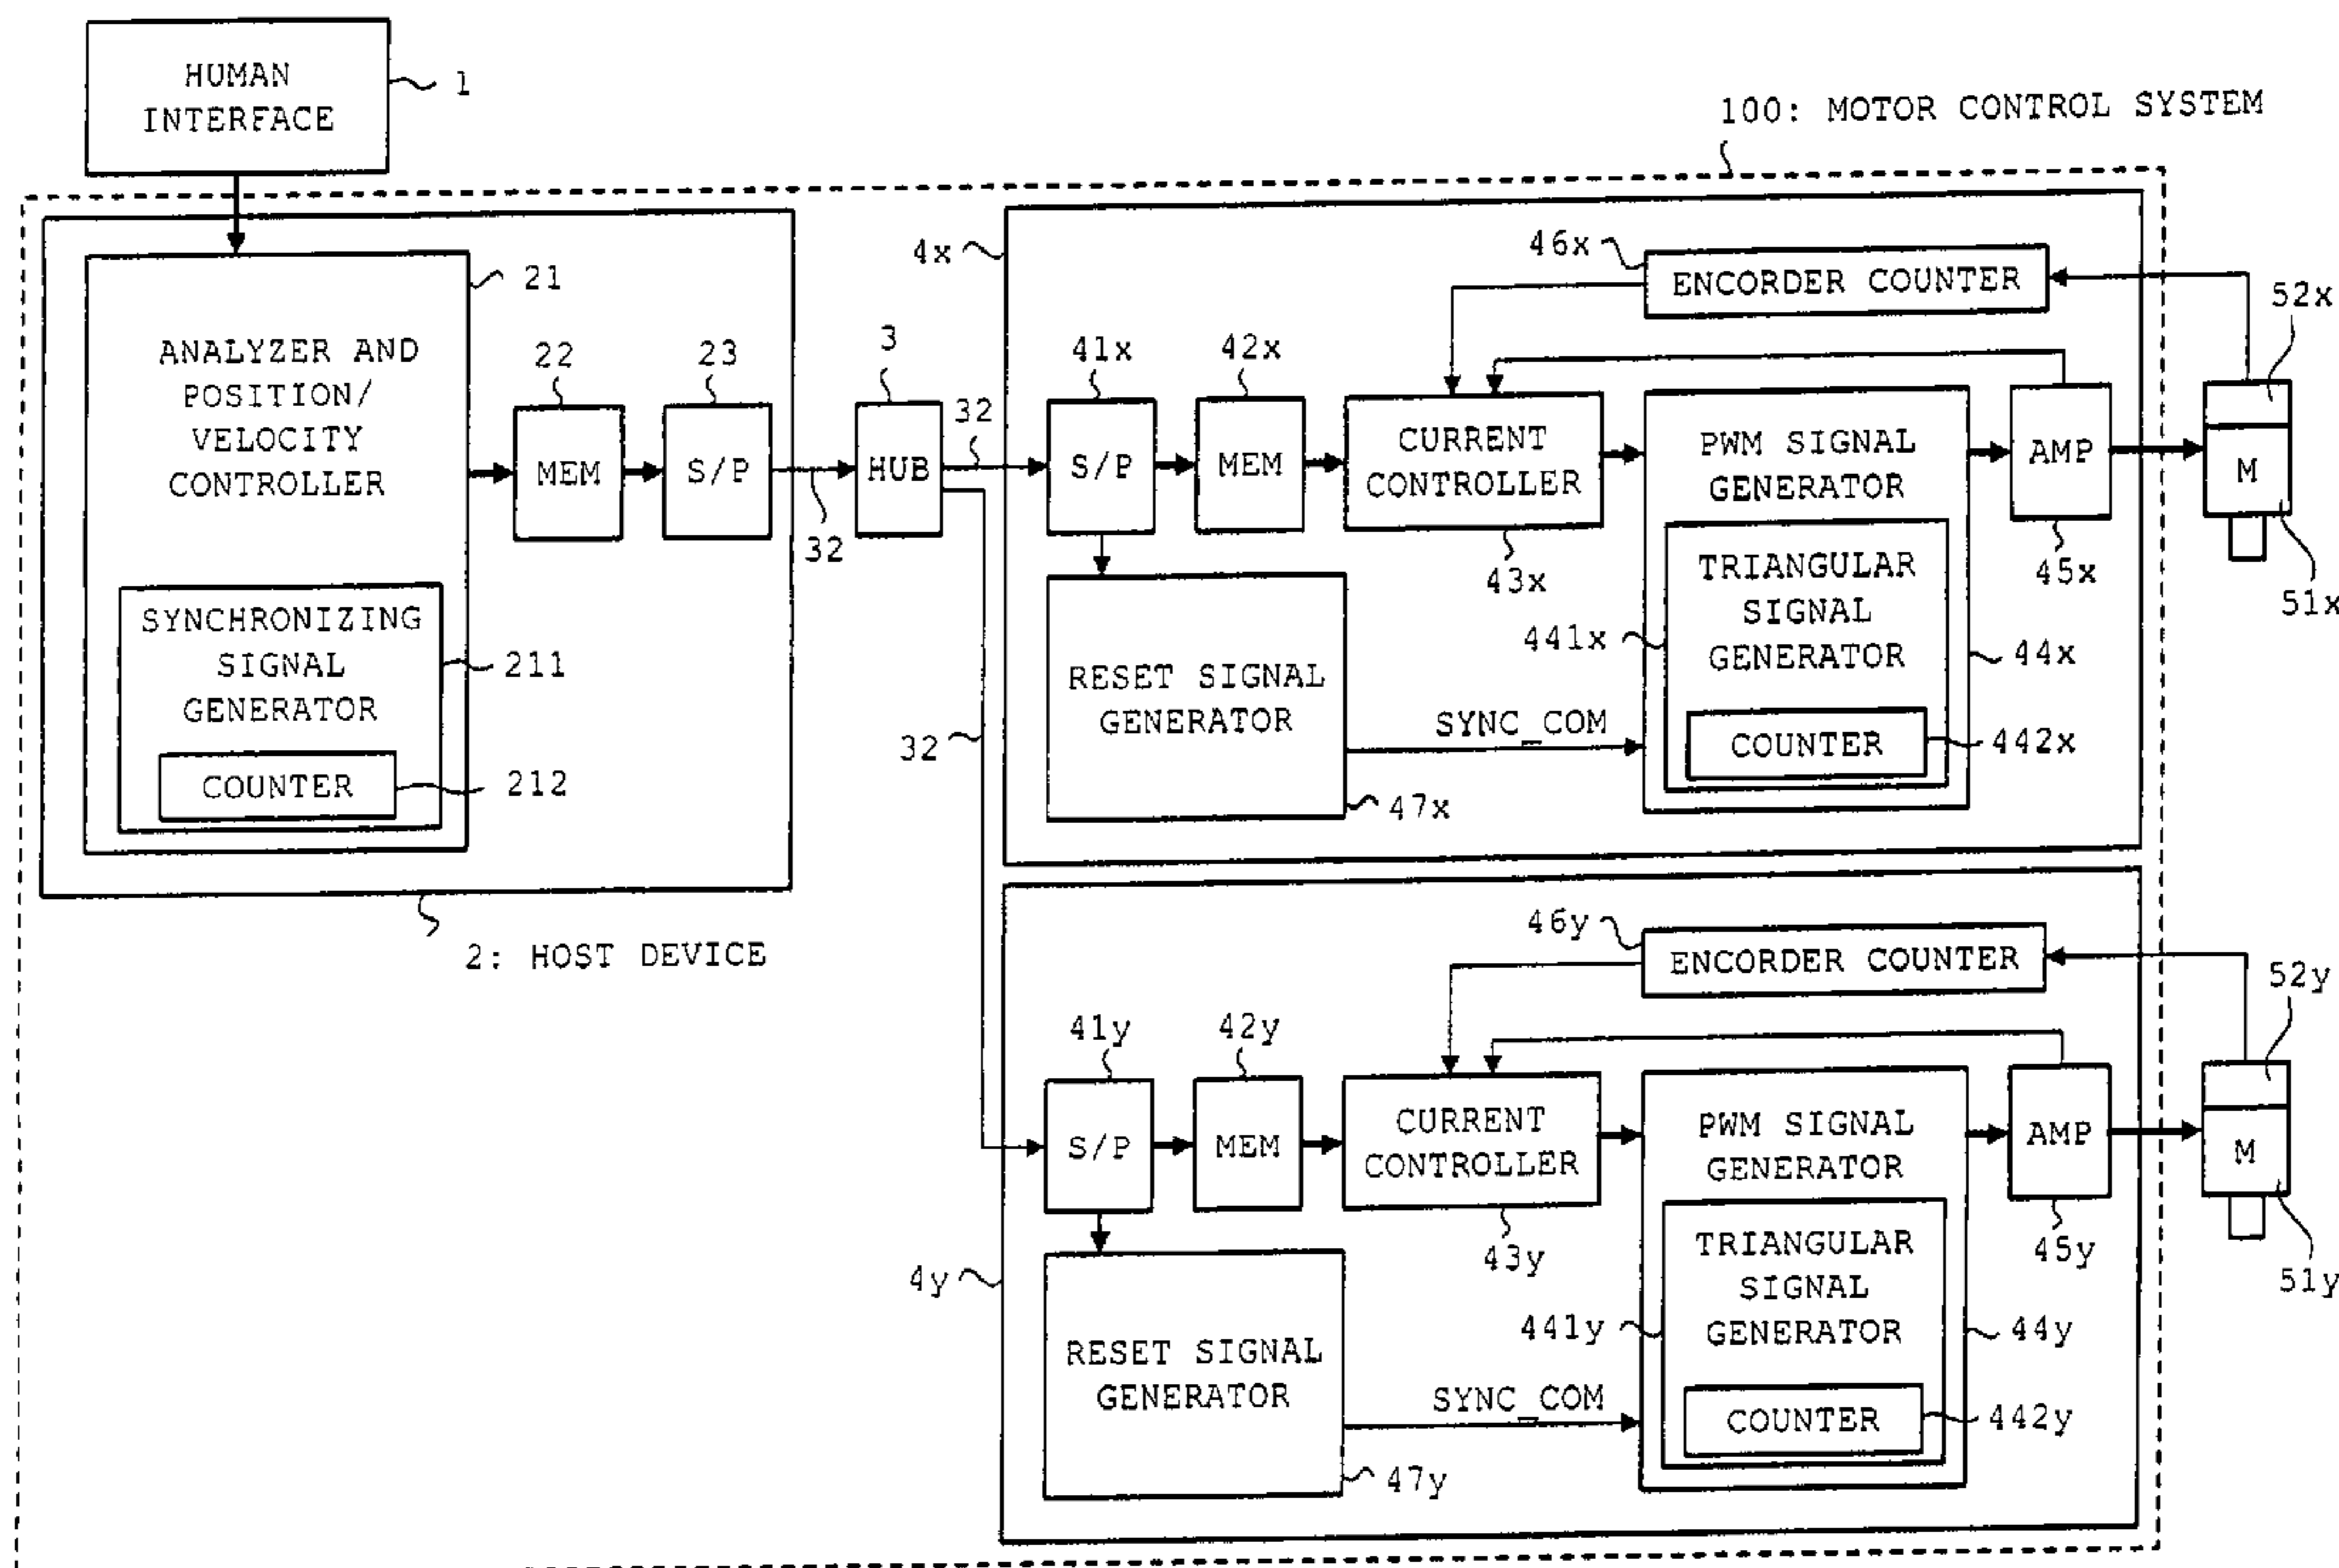 HUMAN
INTERFACE
1
100: MOTOR CONTROL SYSTEM
21
ANALYZER AND
POSITION/
VELOCITY
CONTROLLER
22
MEM
23
S/P
32
3
HUB
32
32
SYNCHRONIZING
SIGNAL
GENERATOR
211
COUNTER
212
2: HOST DEVICE
4x
46x
ENCORDER COUNTER
52x
41x
S/P
42x
MEM
CURRENT
CONTROLLER
43x
PWM SIGNAL
GENERATOR
AMP
45x
M
51x
TRIANGULAR
SIGNAL
GENERATOR
441x
44x
COUNTER
442x
RESET SIGNAL
GENERATOR
SYNC_COM
47x
46y
ENCORDER COUNTER
52y
41y
S/P
42y
MEM
CURRENT
CONTROLLER
43y
PWM SIGNAL
GENERATOR
AMP
45y
M
51y
4y
TRIANGULAR
SIGNAL
GENERATOR
441y
44y
COUNTER
442y
RESET SIGNAL
GENERATOR
SYNC_COM
47y